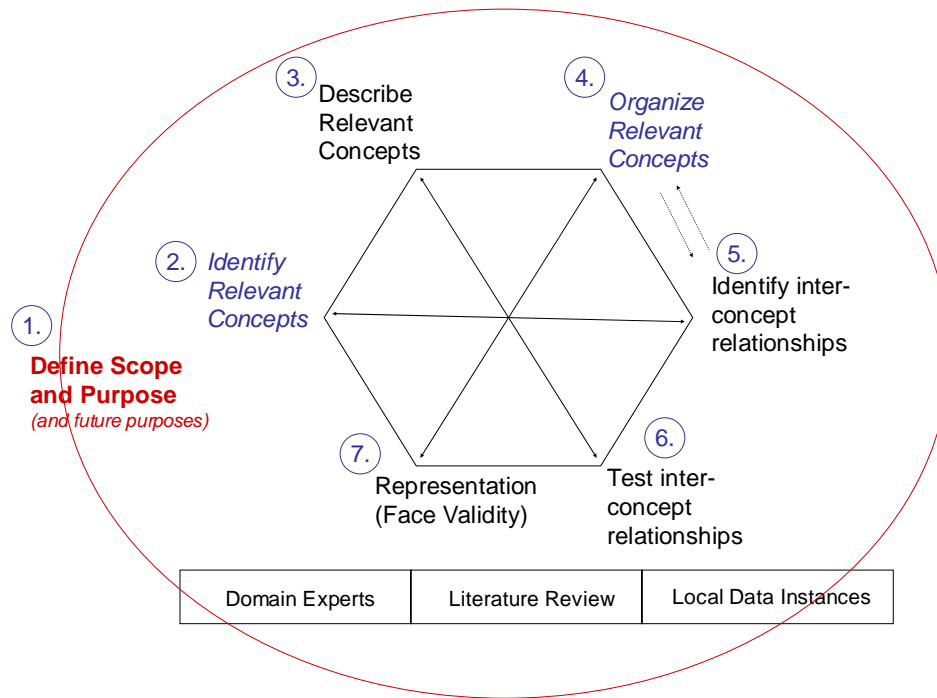 1.
Define Scope
and Purpose
(and future purposes)
2.
Identify
Relevant
Concepts
3.
Describe
Relevant
Concepts
4.
Organize
Relevant
Concepts
5.
Identify inter-
concept
relationships
6.
Test inter-
concept
relationships
7.
Representation
(Face Validity)
Domain Experts
Literature Review
Local Data Instances